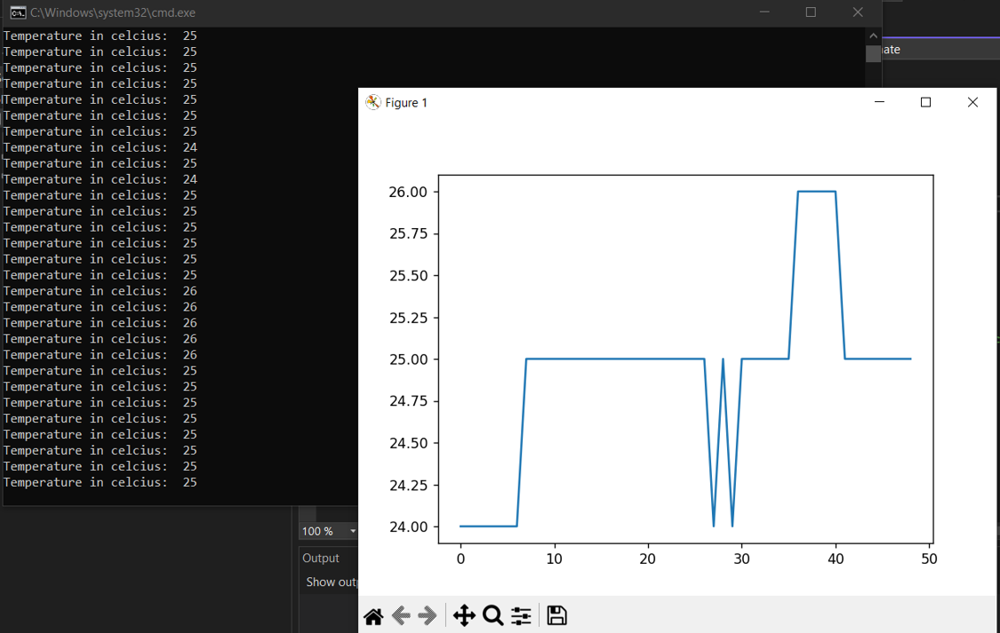 C:\Windows\system32\cmd.exe
Temperature in celcius:  25
Temperature in celcius:  25
Temperature in celcius:  25
Temperature in celcius:  25
Temperature in celcius:  25
Temperature in celcius:  25
Temperature in celcius:  25
Temperature in celcius:  24
Temperature in celcius:  25
Temperature in celcius:  24
Temperature in celcius:  25
Temperature in celcius:  25
Temperature in celcius:  25
Temperature in celcius:  25
Temperature in celcius:  25
Temperature in celcius:  25
Temperature in celcius:  26
Temperature in celcius:  26
Temperature in celcius:  26
Temperature in celcius:  26
Temperature in celcius:  26
Temperature in celcius:  25
Temperature in celcius:  25
Temperature in celcius:  25
Temperature in celcius:  25
Temperature in celcius:  25
Temperature in celcius:  25
Temperature in celcius:  25
Temperature in celcius:  25
Figure 1
26.00
25.75
25.50
25.25
25.00
24.75
24.50
24.25
24.00
0 10 20 30 40 50
100 %
Output
Show